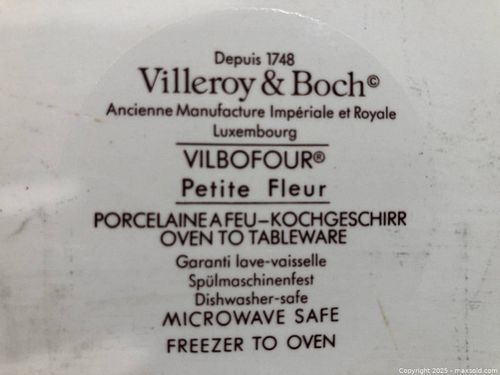 Depuis 1748
Villeroy & Boch©
Ancienne Manufacture Impériale et Royale
Luxembourg
VILBOFOUR®
Petite Fleur
PORCELAINE A FEU–KOCHGESCHIRR
OVEN TO TABLEWARE
Garanti lave-vaisselle
Spülmaschinenfest
Dishwasher-safe
MICROWAVE SAFE
FREEZER TO OVEN
Copyright 2025 - maxsold.com